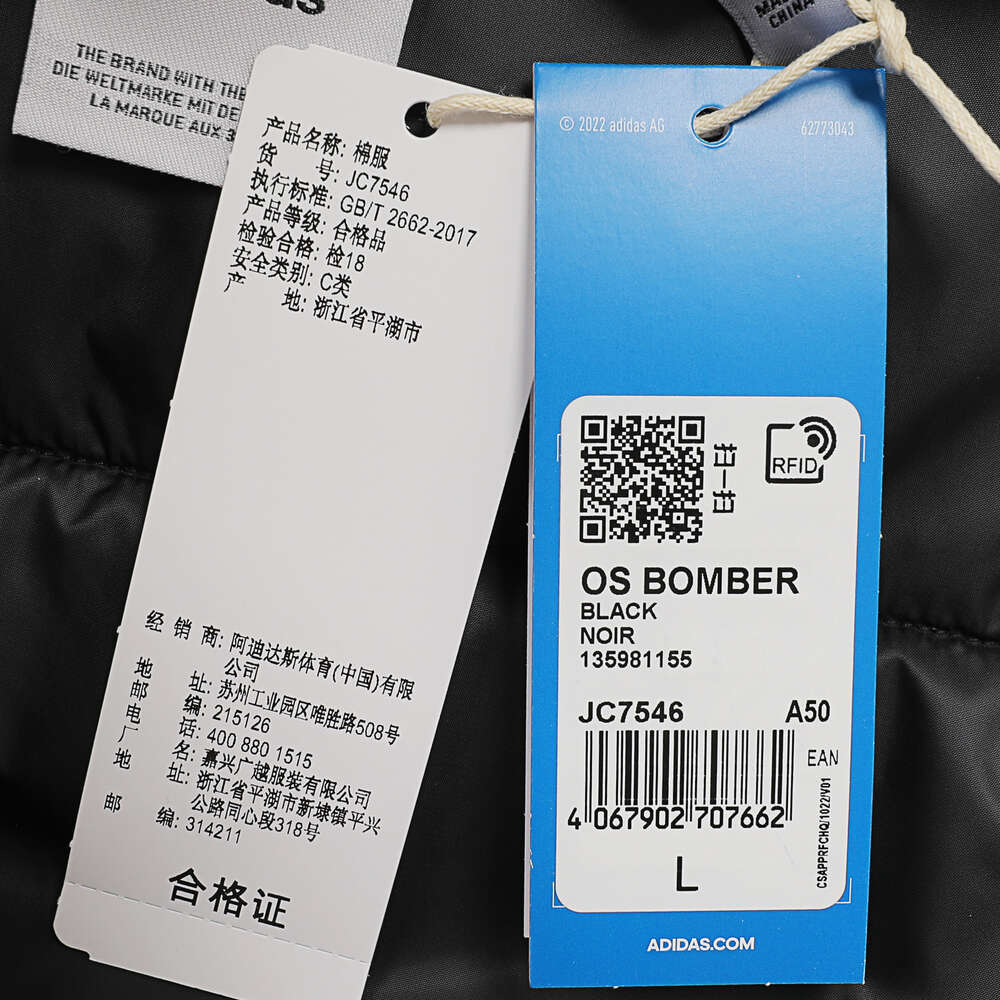 THE BRAND WITH THE
DIE WELTMARKE MIT DE
LA MARQUE AUX 3
CHINA
产品名称: 棉服
货 号: JC7546
执行标准: GB/T 2662-2017
产品等级: 合格品
检验合格: 检18
安全类别: C类
产 地: 浙江省平湖市
经 销 商: 阿迪达斯体育(中国)有限
公司
地 址: 苏州工业园区唯胜路508号
邮 编: 215126
电 话: 400 880 1515
厂 名: 嘉兴广越服装有限公司
地 址: 浙江省平湖市新埭镇平兴
公路同心段318号
邮 编: 314211
合格证
© 2022 adidas AG
62773043
扫一扫
RFID
OS BOMBER
BLACK
NOIR
135981155
JC7546 A50
EAN
4 067902 707662
CSAPPRFCHQ/1022/V01
L
ADIDAS.COM